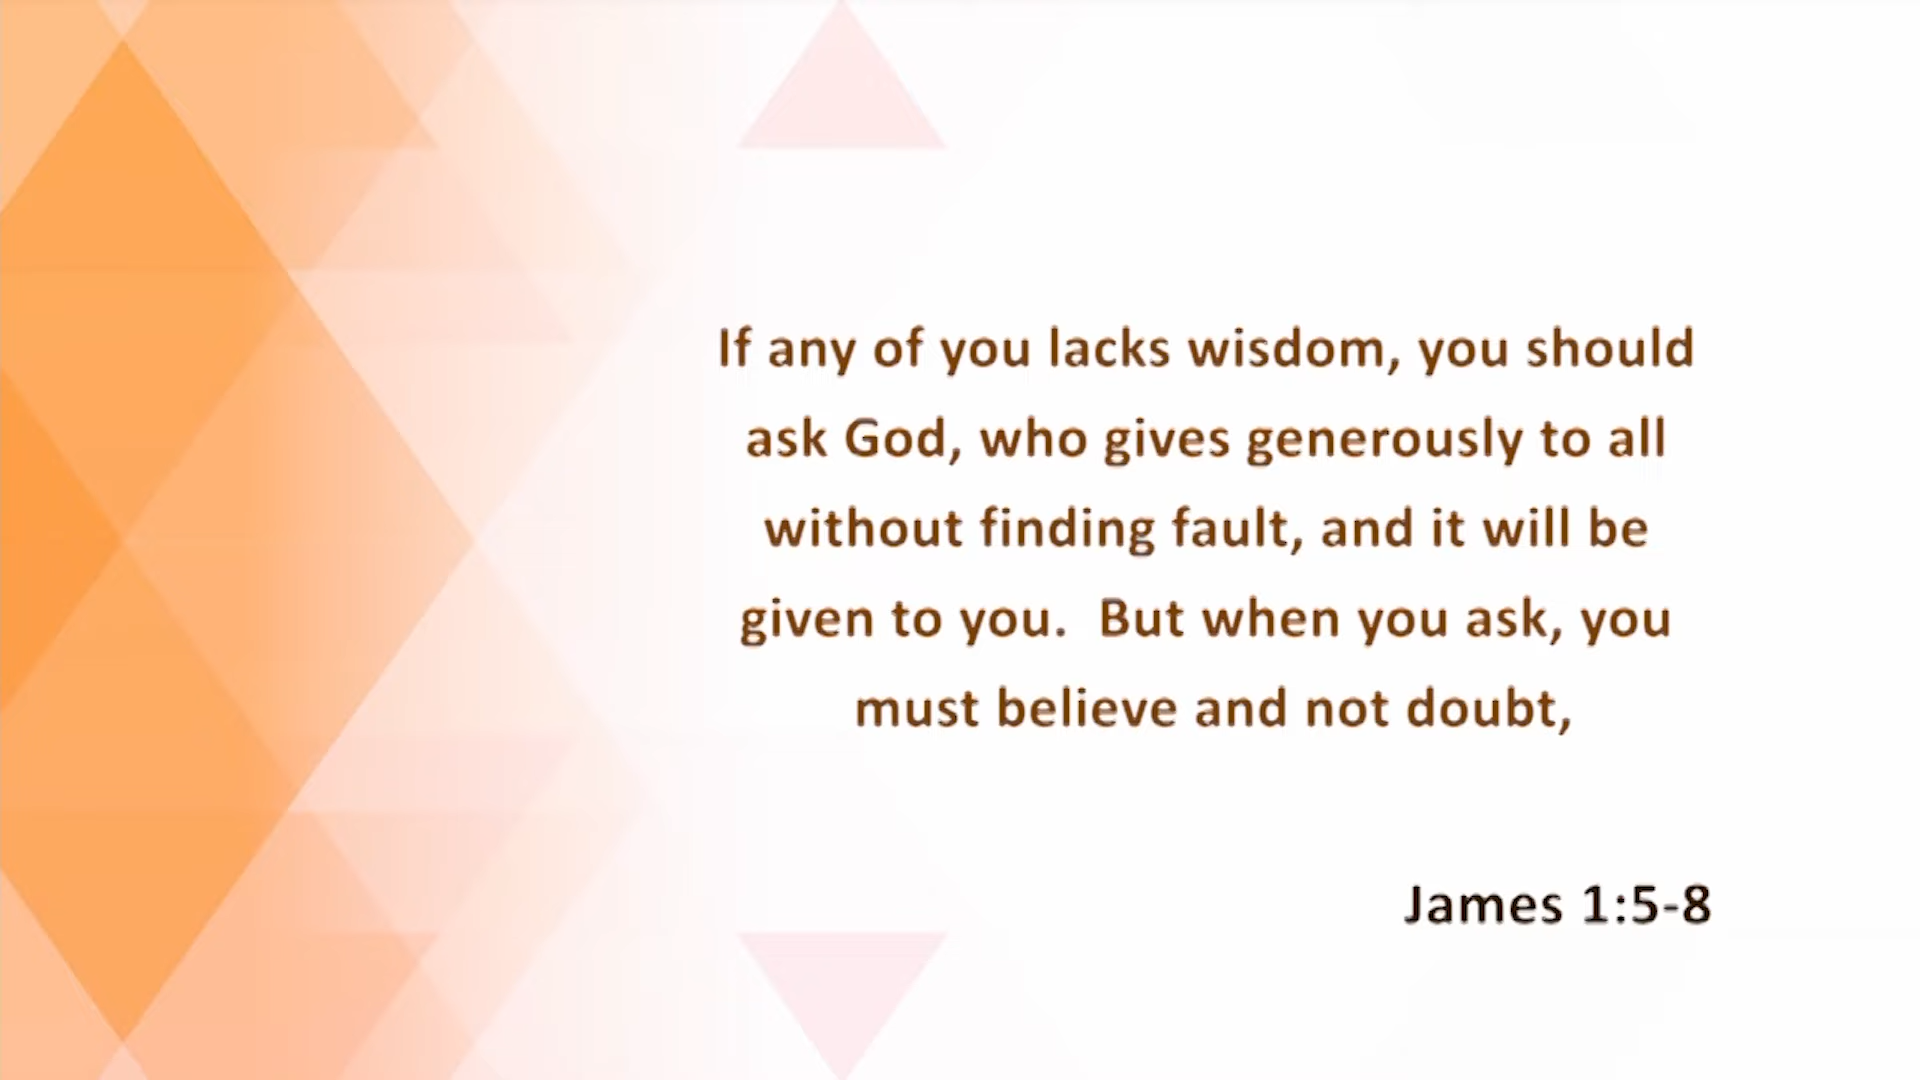 If any of you lacks wisdom, you should
ask God, who gives generously to all
without finding fault, and it will be
given to you.  But when you ask, you
must believe and not doubt,
James 1:5-8